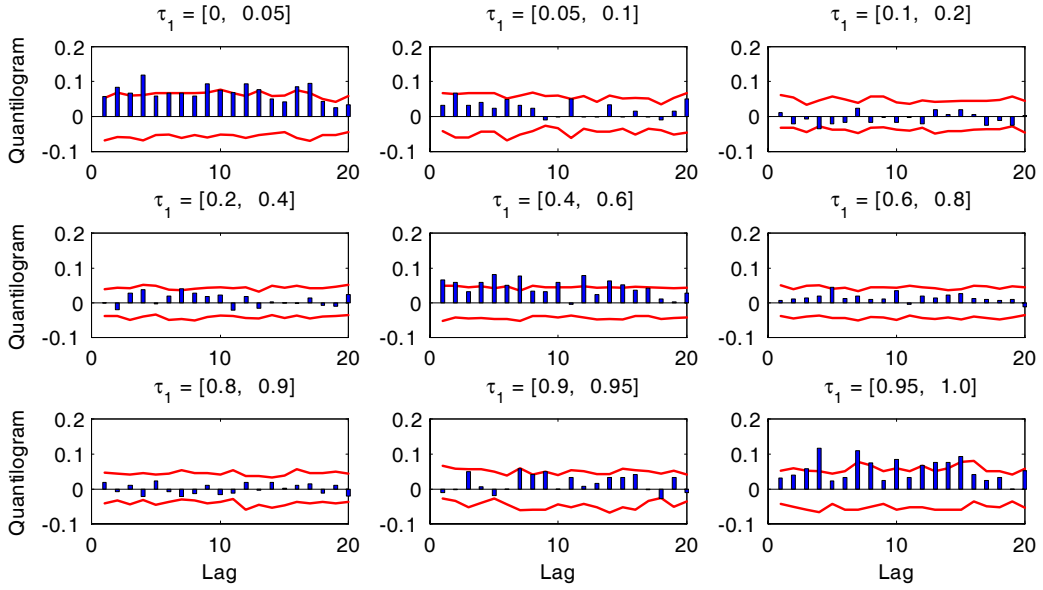 τ1 = [0, 0.05]
τ1 = [0.05, 0.1]
τ1 = [0.1, 0.2]
Quantilogram
0.2
0.1
0
-0.1
0 10 20
0.2
0.1
0
-0.1
0 10 20
0.2
0.1
0
-0.1
0 10 20
τ1 = [0.2, 0.4]
τ1 = [0.4, 0.6]
τ1 = [0.6, 0.8]
Quantilogram
0.2
0.1
0
-0.1
0 10 20
0.2
0.1
0
-0.1
0 10 20
0.2
0.1
0
-0.1
0 10 20
τ1 = [0.8, 0.9]
τ1 = [0.9, 0.95]
τ1 = [0.95, 1.0]
Quantilogram
0.2
0.1
0
-0.1
0 10 20
Lag
0.2
0.1
0
-0.1
0 10 20
Lag
0.2
0.1
0
-0.1
0 10 20
Lag